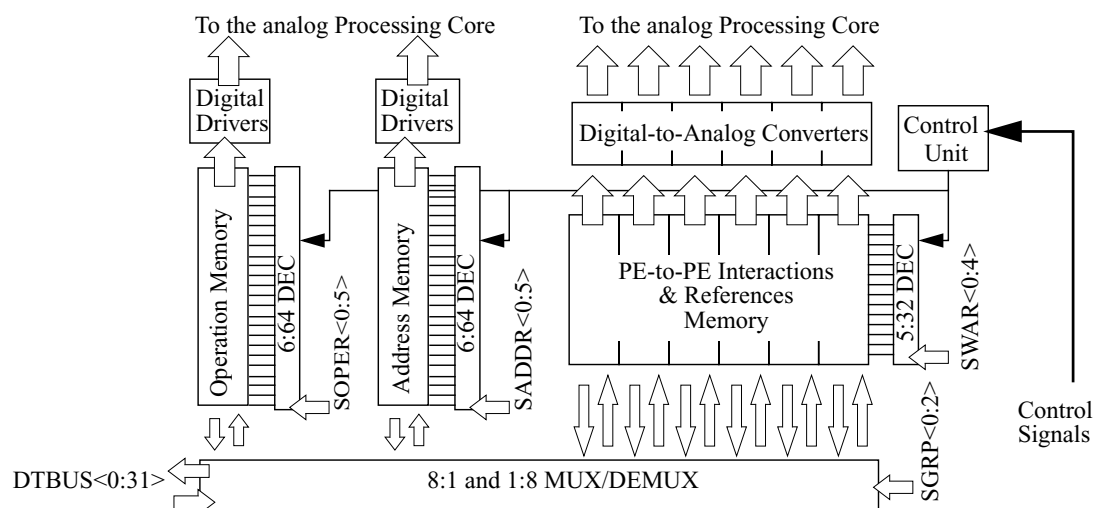 To the analog Processing Core
To the analog Processing Core
Digital
Drivers
Digital
Drivers
Digital-to-Analog Converters
Control
Unit
Operation Memory
6:64 DEC
SOPER<0:5>
Address Memory
6:64 DEC
SADDR<0:5>
PE-to-PE Interactions
& References
Memory
5:32 DEC
SWAR<0:4>
SGRP<0:2>
Control
Signals
DTBUS<0:31>
8:1 and 1:8 MUX/DEMUX